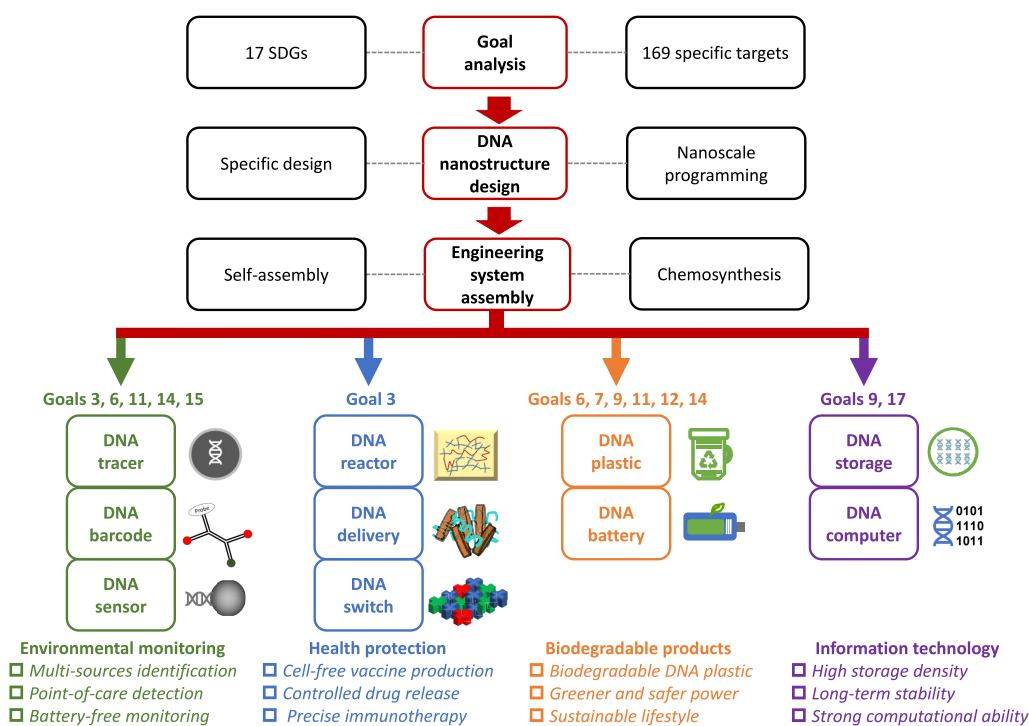 17 SDGs
Goal
analysis
169 specific targets
Specific design
DNA
nanostructure
design
Nanoscale
programming
Self-assembly
Engineering
system
assembly
Chemosynthesis
Goals 3, 6, 11, 14, 15
DNA
tracer
DNA
barcode
Probe
DNA
sensor
Environmental monitoring
Multi-sources identification
Point-of-care detection
Battery-free monitoring
Goal 3
DNA
reactor
DNA
delivery
DNA
switch
Health protection
Cell-free vaccine production
Controlled drug release
Precise immunotherapy
Goals 6, 7, 9, 11, 12, 14
DNA
plastic
DNA
battery
Biodegradable products
Biodegradable DNA plastic
Greener and safer power
Sustainable lifestyle
Goals 9, 17
DNA
storage
DNA
computer
0101
1110
1011
Information technology
High storage density
Long-term stability
Strong computational ability